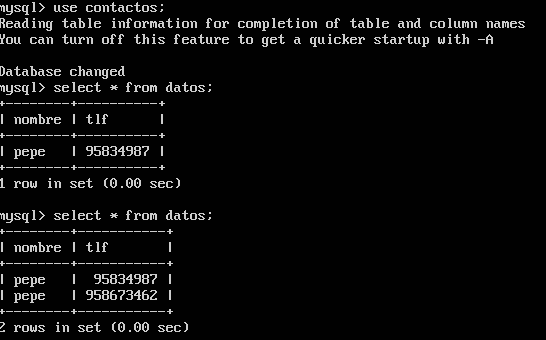 mysql> use contactos;
Reading table information for completion of table and column names
You can turn off this feature to get a quicker startup with -A

Database changed
mysql> select * from datos;
+--------+----------+
| nombre | tlf      |
+--------+----------+
| pepe   | 95834987 |
+--------+----------+
1 row in set (0.00 sec)

mysql> select * from datos;
+--------+-----------+
| nombre | tlf       |
+--------+-----------+
| pepe   |  95834987 |
| pepe   | 958673462 |
+--------+-----------+
2 rows in set (0.00 sec)